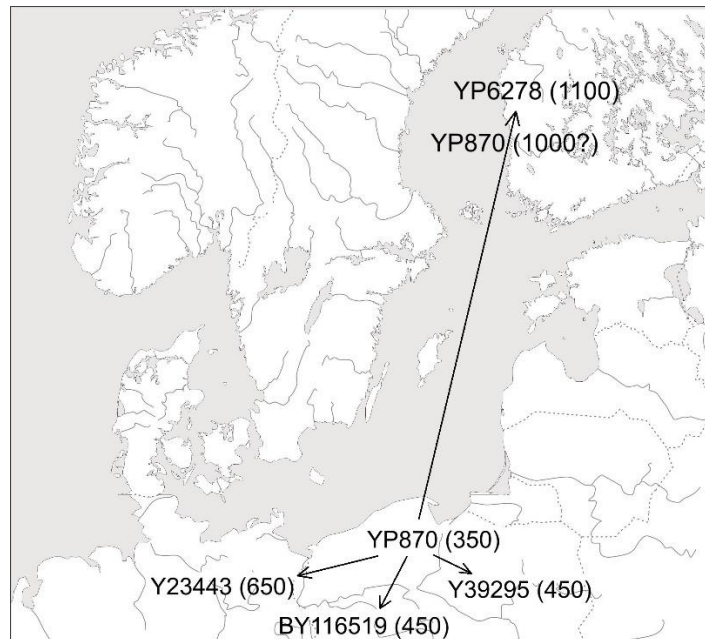 YP6278 (1100)
YP870 (1000?)
YP870 (350)
Y23443 (650)
Y39295 (450)
BY116519 (450)